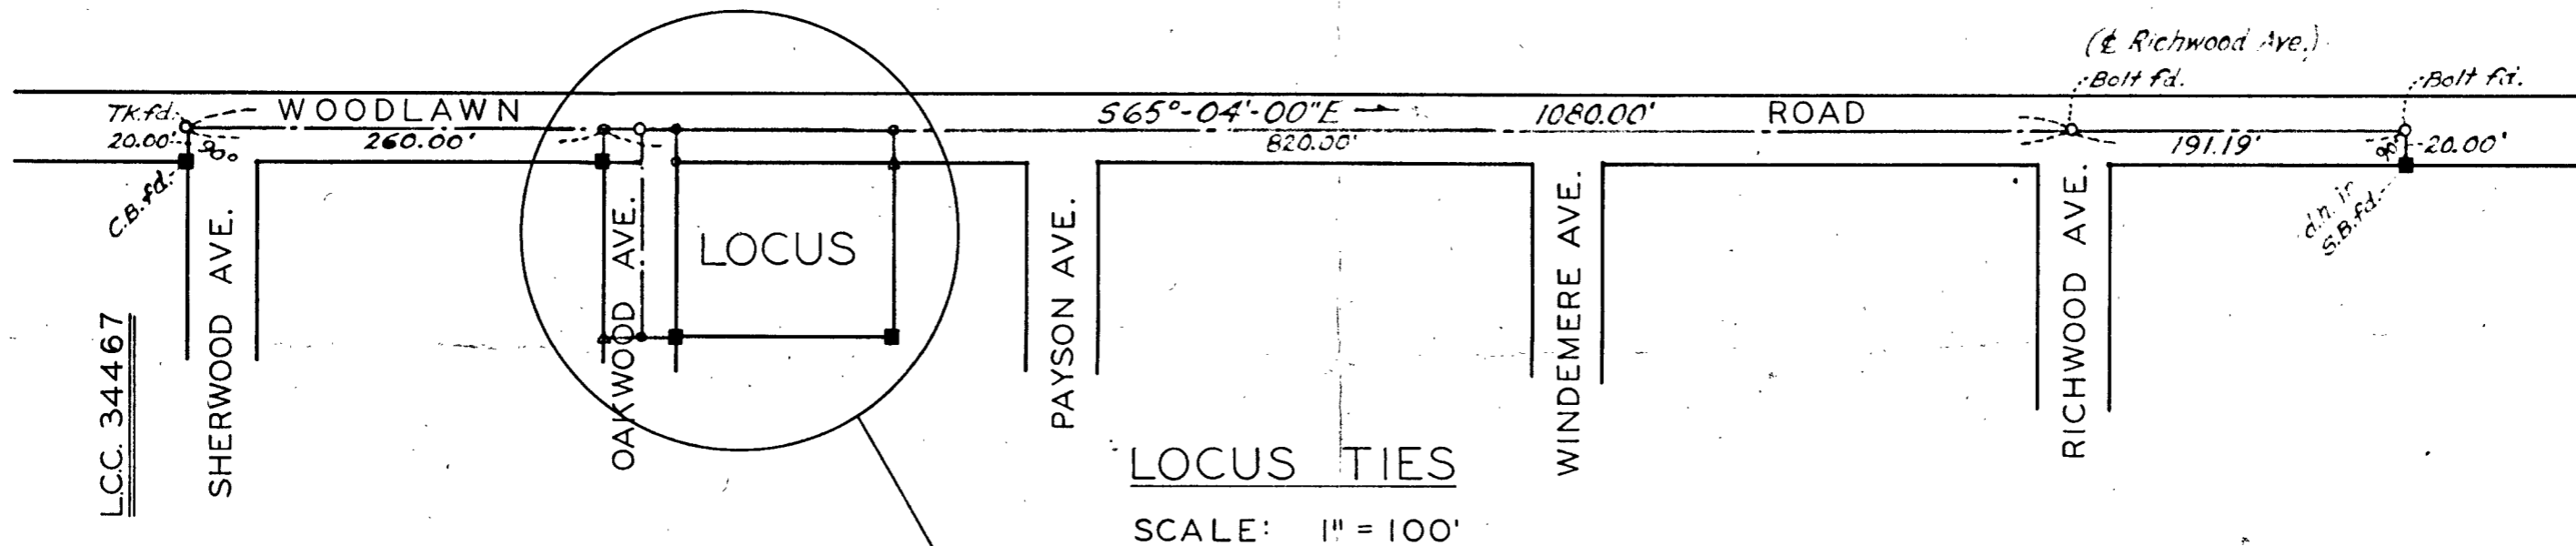 (℄ Richwood Ave.)
Bolt fd.
Bolt fd.
TK. fd.
WOODLAWN
S65°-04'-00"E
1080.00'
ROAD
20.00'
90°
260.00'
820.00'
191.19'
90°
20.00'
C.B. fd.
d.h. in
S.B. fd.
L.C.C. 34467
SHERWOOD AVE.
OAKWOOD AVE.
LOCUS
PAYSON AVE.
WINDEMERE AVE.
RICHWOOD AVE.
LOCUS TIES
SCALE: 1" = 100'